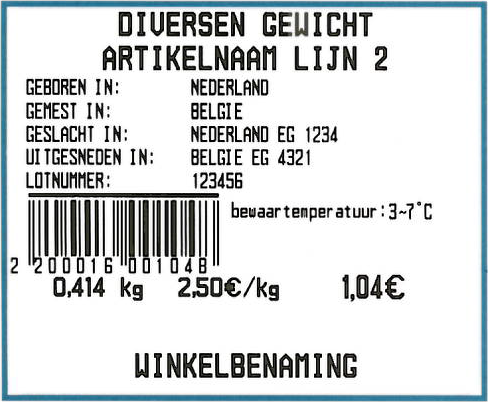 DIVERSEN GEWICHT
ARTIKELNAAM LIJN 2
GEBOREN IN: NEDERLAND
GEMEST IN: BELGIE
GESLACHT IN: NEDERLAND EG 1234
UITGESNEDEN IN: BELGIE EG 4321
LOTNUMMER: 123456
bewaartemperatuur:3~7°C
2 200016 001048
0,414 kg 2,50€/kg 1,04€
WINKELBENAMING